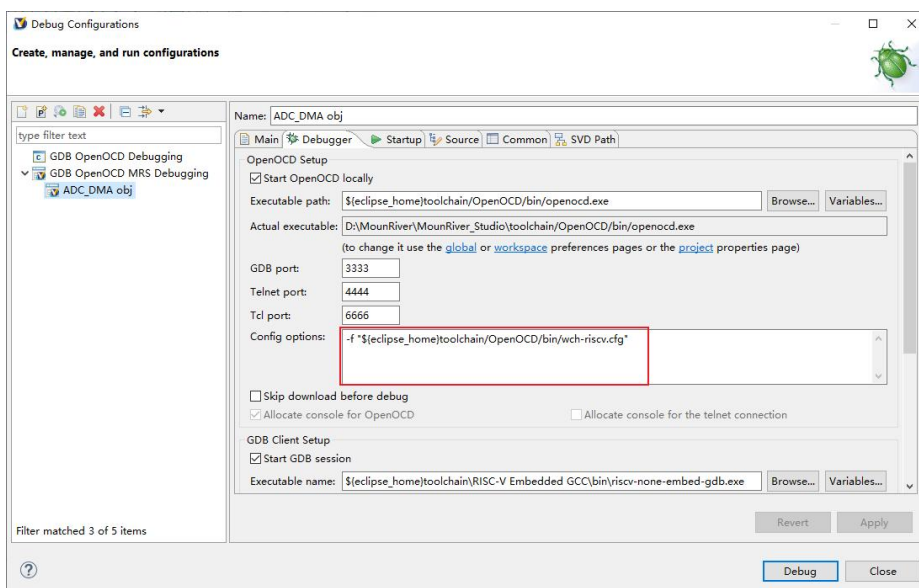 Debug Configurations
Create, manage, and run configurations
type filter text
GDB OpenOCD Debugging
GDB OpenOCD MRS Debugging
ADC_DMA obj
Filter matched 3 of 5 items
Name: ADC_DMA obj
Main Debugger Startup Source Common SVD Path
OpenOCD Setup
Start OpenOCD locally
Executable path: ${eclipse_home}toolchain/OpenOCD/bin/openocd.exe Browse... Variables...
Actual executable: D:\MounRiver\MounRiver_Studio\toolchain/OpenOCD/bin/openocd.exe
(to change it use the global or workspace preferences pages or the project properties page)
GDB port: 3333
Telnet port: 4444
Tcl port: 6666
Config options: -f "${eclipse_home}toolchain/OpenOCD/bin/wch-riscv.cfg"
Skip download before debug
Allocate console for OpenOCD Allocate console for the telnet connection
GDB Client Setup
Start GDB session
Executable name: ${eclipse_home}toolchain\RISC-V Embedded GCC\bin\riscv-none-embed-gdb.exe Browse... Variables...
Revert Apply
Debug Close